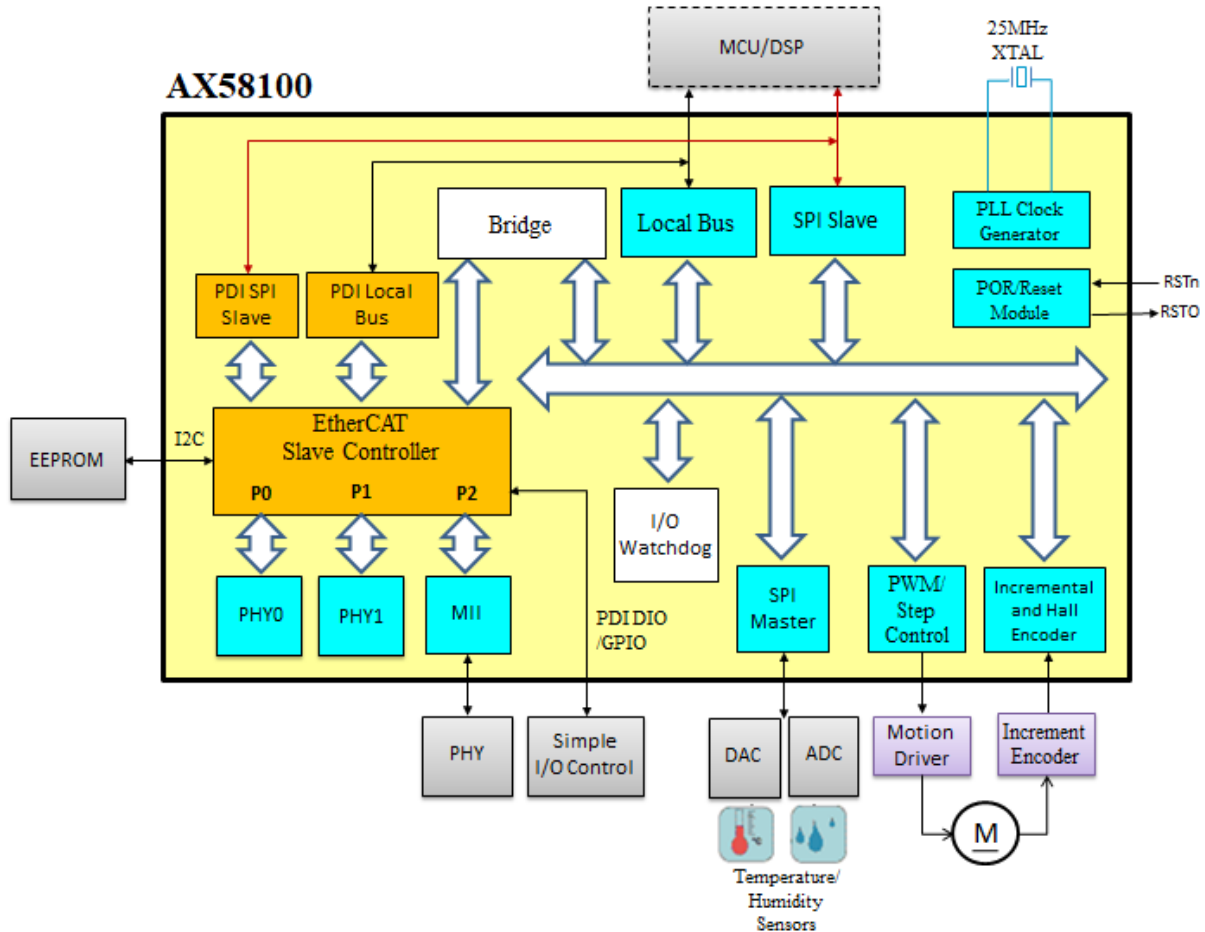 MCU/DSP
25MHz
XTAL
AX58100
Bridge
Local Bus
SPI Slave
PLL Clock
Generator
PDI SPI
Slave
PDI Local
Bus
POR/Reset
Module
RSTn
RSTO
EtherCAT
Slave Controller
P0
P1
P2
I2C
EEPROM
I/O
Watchdog
SPI
Master
PWM/
Step
Control
Incremental
and Hall
Encoder
PHY0
PHY1
MII
PDI DIO
/GPIO
PHY
Simple
I/O Control
DAC
ADC
Motion
Driver
Increment
Encoder
M
Temperature/
Humidity
Sensors